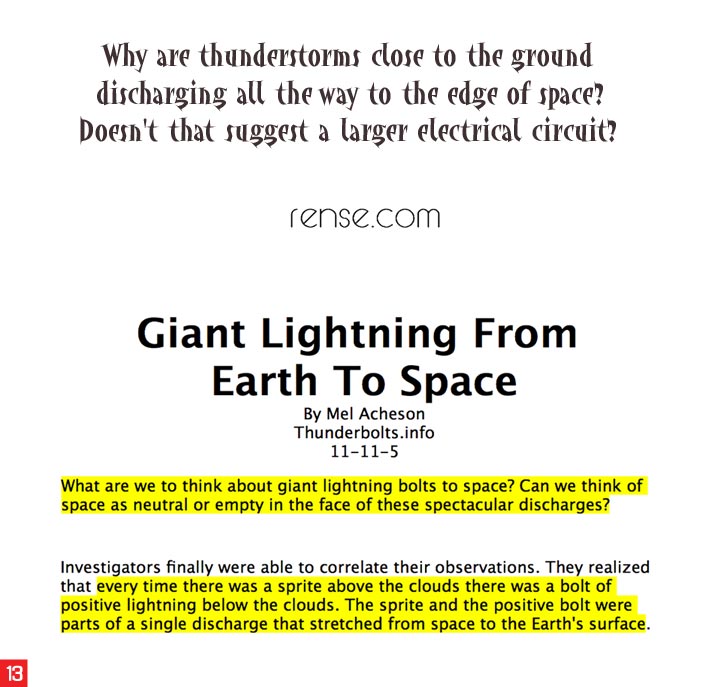 Why are thunderstorms close to the ground
discharging all the way to the edge of space?
Doesn't that suggest a larger electrical circuit?
rense.com
Giant Lightning From
Earth To Space
By Mel Acheson
Thunderbolts.info
11-11-5
What are we to think about giant lightning bolts to space? Can we think of
space as neutral or empty in the face of these spectacular discharges?
Investigators finally were able to correlate their observations. They realized
that every time there was a sprite above the clouds there was a bolt of
positive lightning below the clouds. The sprite and the positive bolt were
parts of a single discharge that stretched from space to the Earth's surface.
13